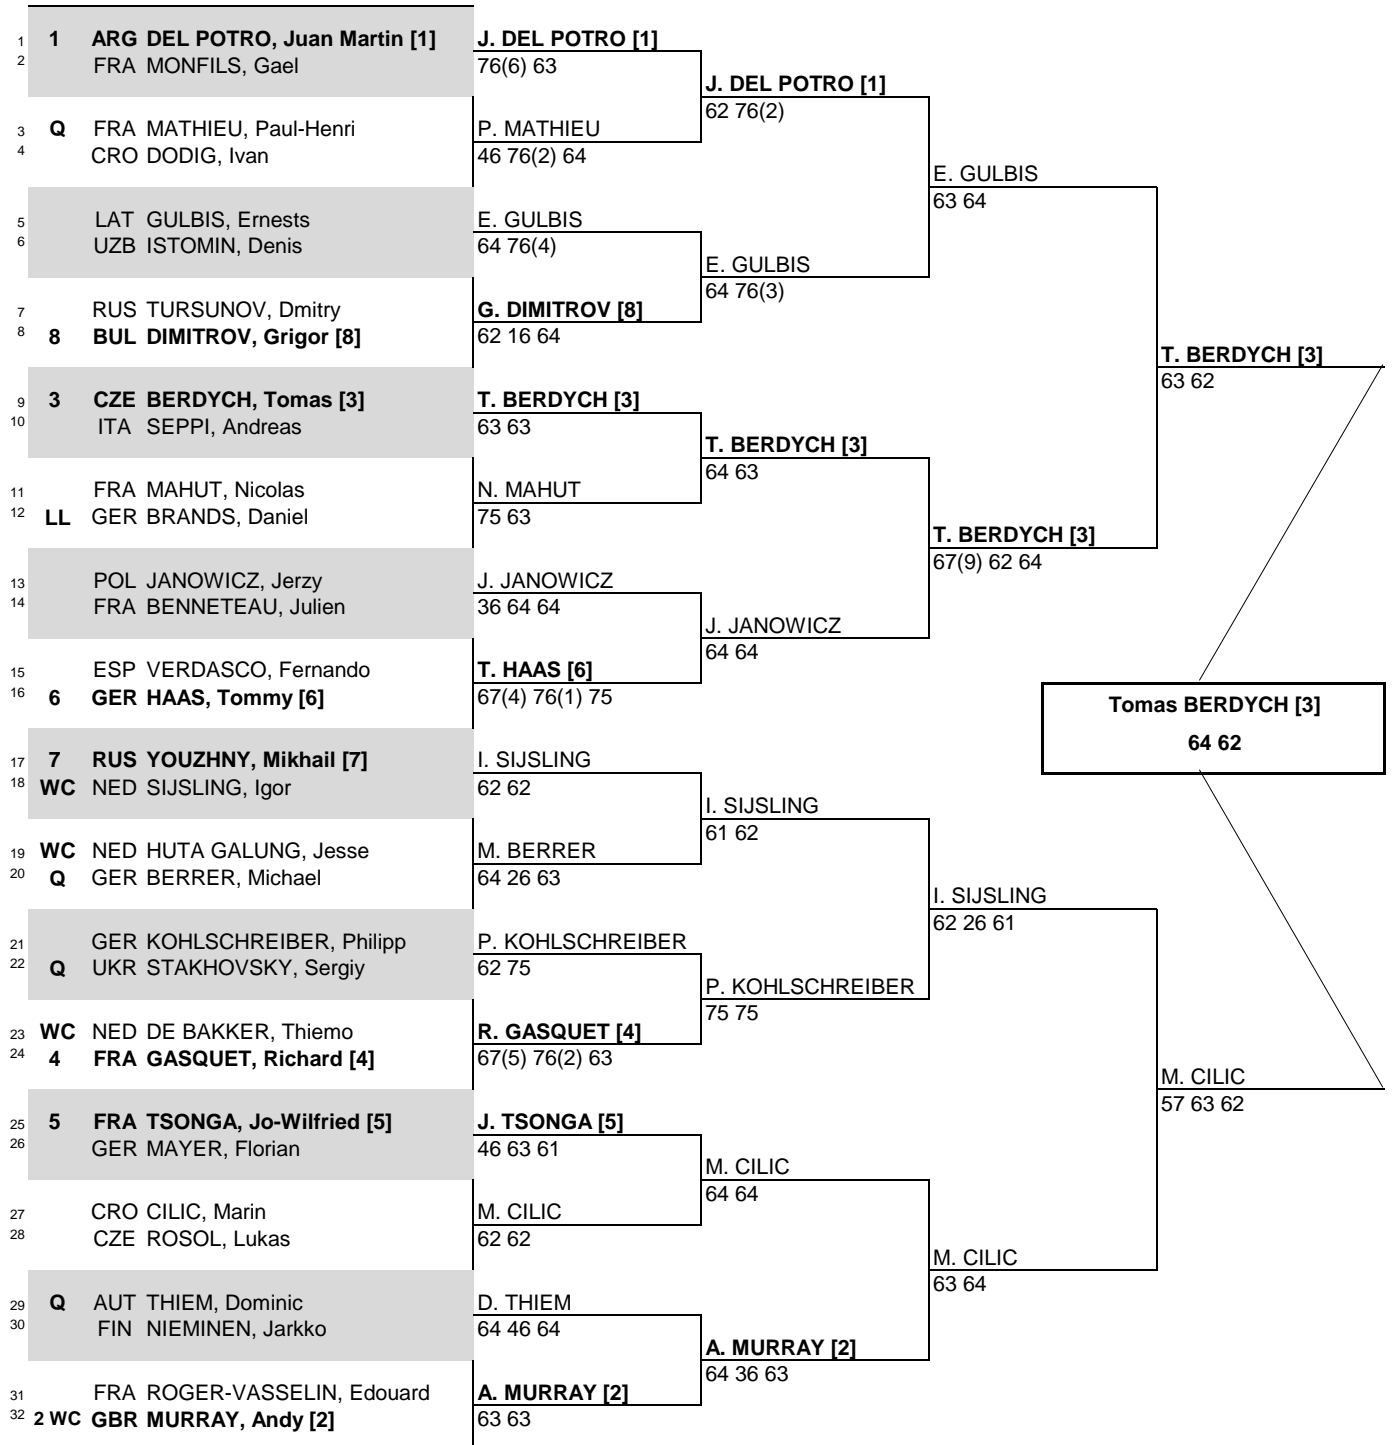 1 1 ARG DEL POTRO, Juan Martin [1] J. DEL POTRO [1]
2 FRA MONFILS, Gael 76(6) 63
J. DEL POTRO [1]
62 76(2)
3 Q FRA MATHIEU, Paul-Henri P. MATHIEU
4 CRO DODIG, Ivan 46 76(2) 64
E. GULBIS
63 64
5 LAT GULBIS, Ernests E. GULBIS
6 UZB ISTOMIN, Denis 64 76(4)
E. GULBIS
64 76(3)
7 RUS TURSUNOV, Dmitry G. DIMITROV [8]
8 8 BUL DIMITROV, Grigor [8] 62 16 64
T. BERDYCH [3]
63 62
9 3 CZE BERDYCH, Tomas [3] T. BERDYCH [3]
10 ITA SEPPI, Andreas 63 63
T. BERDYCH [3]
64 63
11 FRA MAHUT, Nicolas N. MAHUT
12 LL GER BRANDS, Daniel 75 63
T. BERDYCH [3]
67(9) 62 64
13 POL JANOWICZ, Jerzy J. JANOWICZ
14 FRA BENNETEAU, Julien 36 64 64
J. JANOWICZ
64 64
15 ESP VERDASCO, Fernando T. HAAS [6]
16 6 GER HAAS, Tommy [6] 67(4) 76(1) 75
Tomas BERDYCH [3]
64 62
17 7 RUS YOUZHNY, Mikhail [7] I. SIJSLING
18 WC NED SIJSLING, Igor 62 62
I. SIJSLING
61 62
19 WC NED HUTA GALUNG, Jesse M. BERRER
20 Q GER BERRER, Michael 64 26 63
I. SIJSLING
62 26 61
21 GER KOHLSCHREIBER, Philipp P. KOHLSCHREIBER
22 Q UKR STAKHOVSKY, Sergiy 62 75
P. KOHLSCHREIBER
75 75
23 WC NED DE BAKKER, Thiemo R. GASQUET [4]
24 4 FRA GASQUET, Richard [4] 67(5) 76(2) 63
M. CILIC
57 63 62
25 5 FRA TSONGA, Jo-Wilfried [5] J. TSONGA [5]
26 GER MAYER, Florian 46 63 61
M. CILIC
64 64
27 CRO CILIC, Marin M. CILIC
28 CZE ROSOL, Lukas 62 62
M. CILIC
63 64
29 Q AUT THIEM, Dominic D. THIEM
30 FIN NIEMINEN, Jarkko 64 46 64
A. MURRAY [2]
64 36 63
31 FRA ROGER-VASSELIN, Edouard A. MURRAY [2]
32 2 WC GBR MURRAY, Andy [2] 63 63